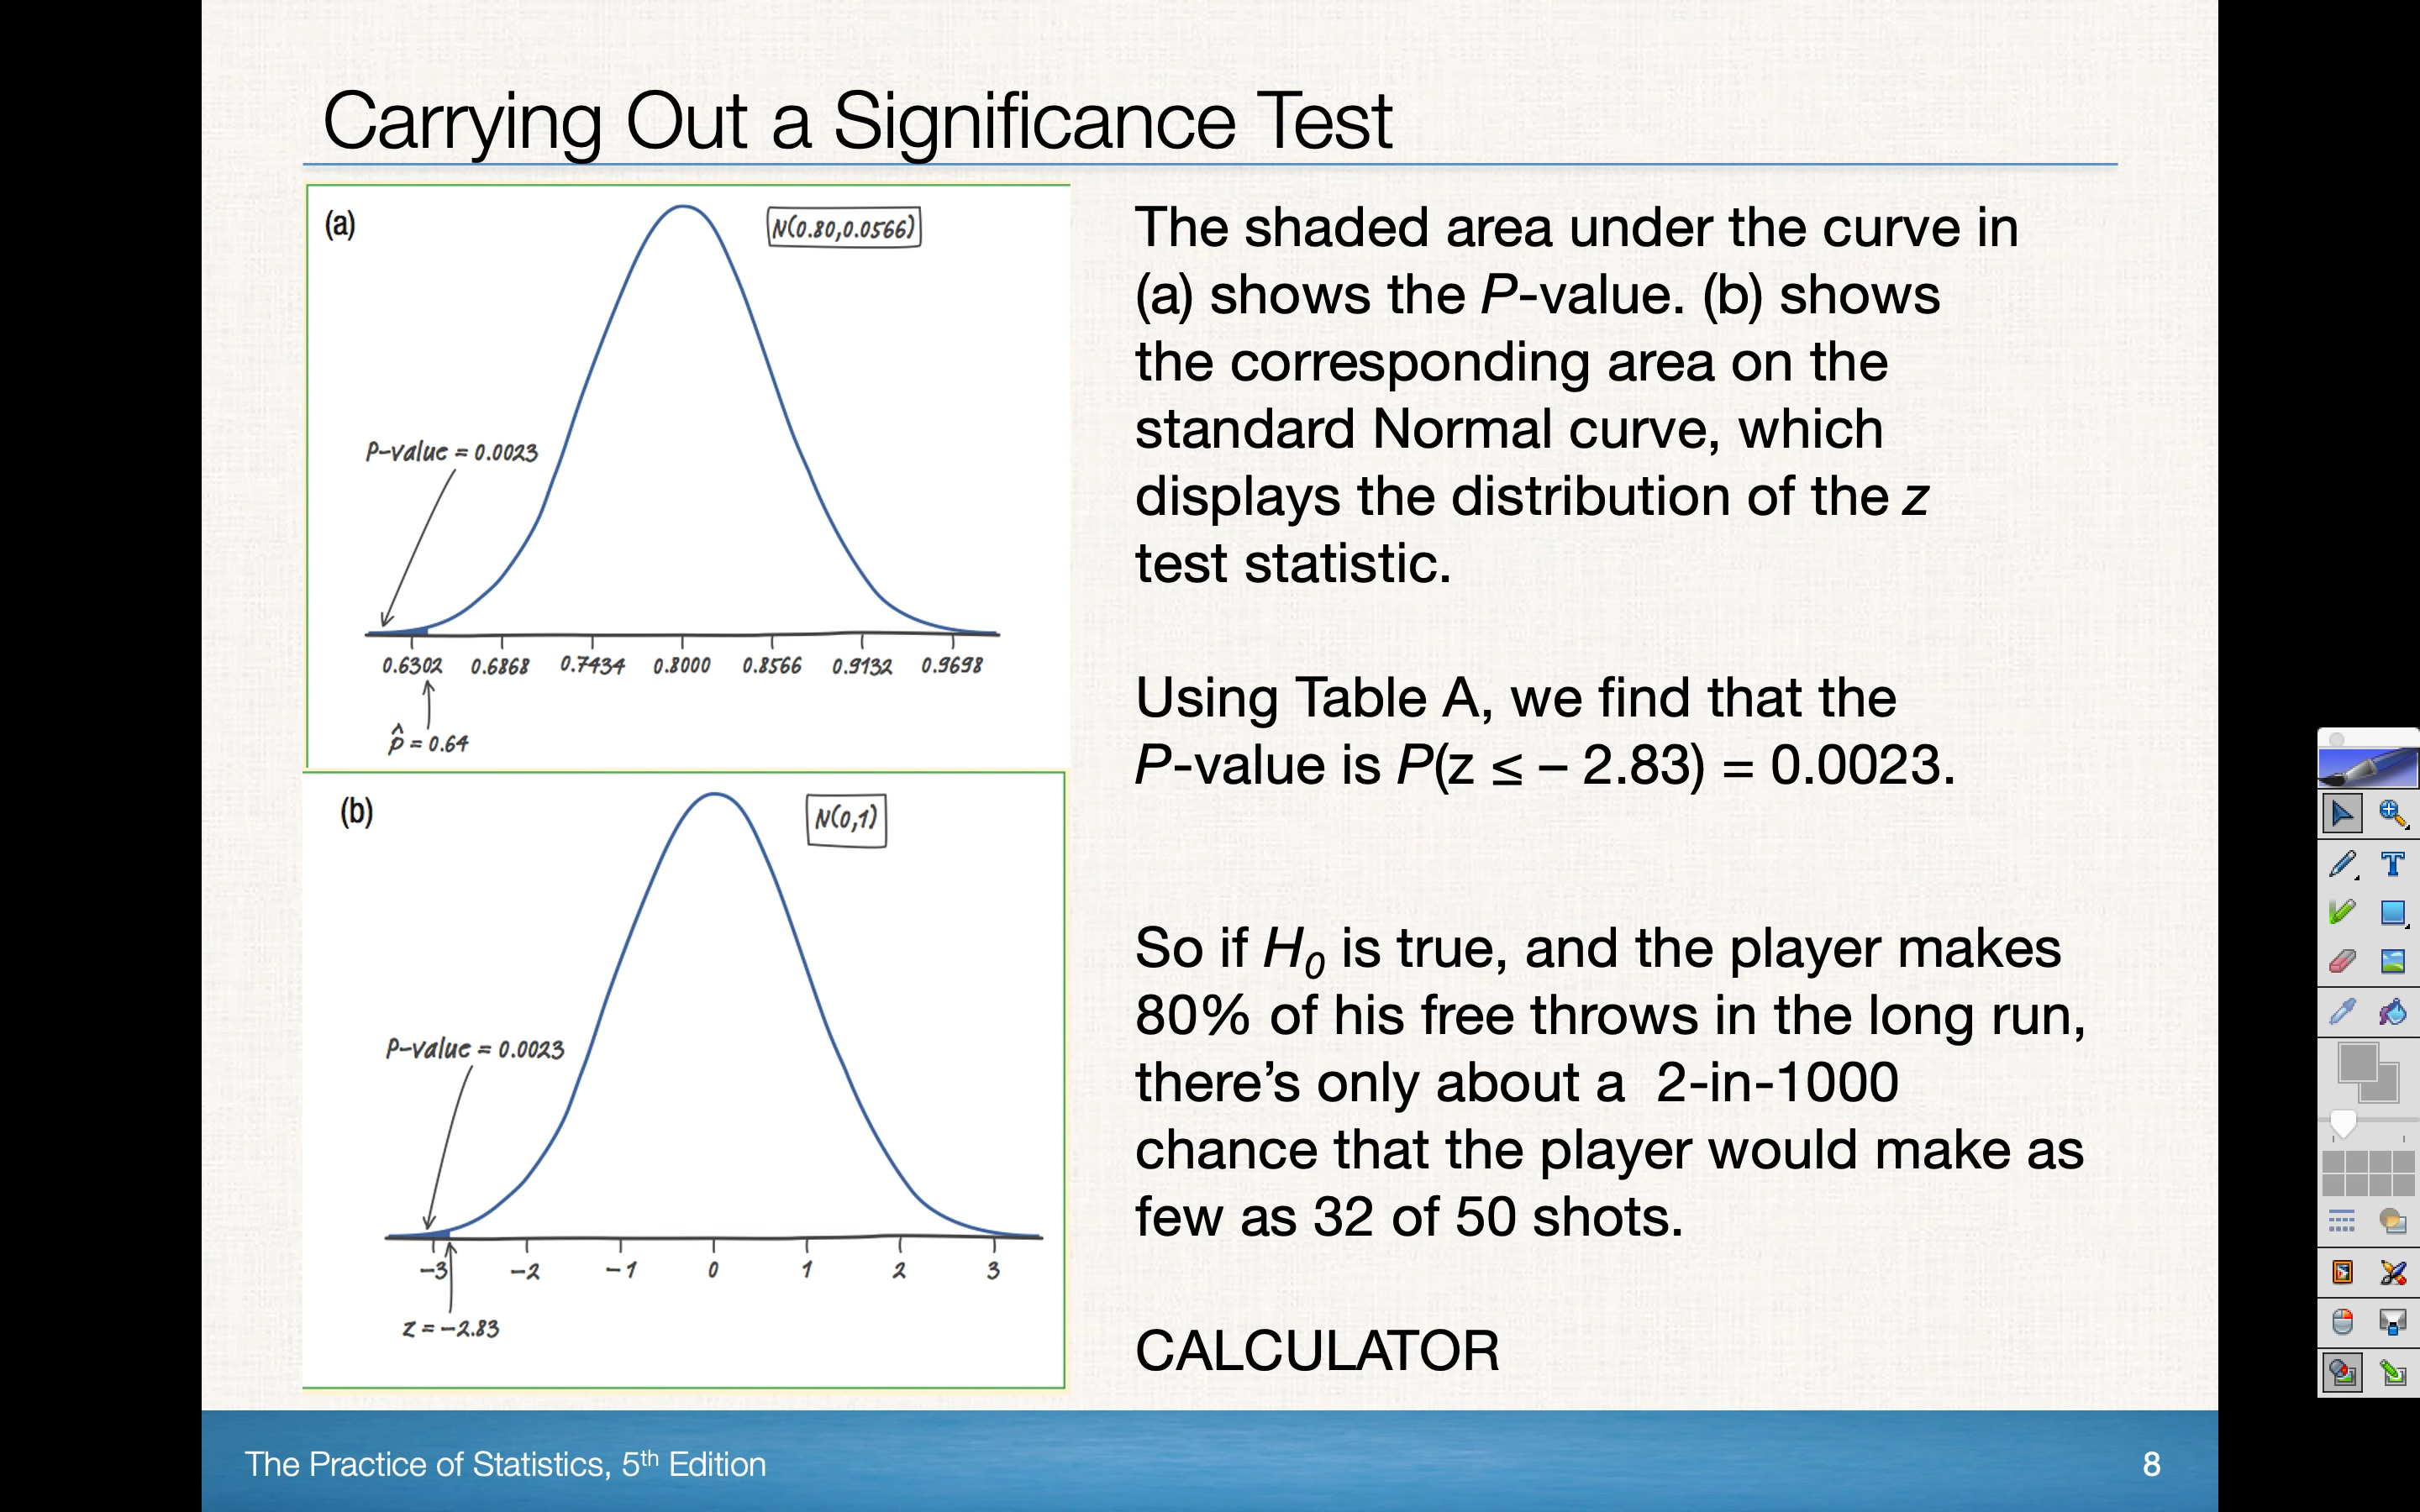 Carrying Out a Significance Test
(a)
N(0.80,0.0566)
P-value = 0.0023
0.6302 0.6868 0.7434 0.8000 0.8566 0.9132 0.9698
p̂ = 0.64
(b)
N(0,1)
P-value = 0.0023
−3 −2 −1 0 1 2 3
z = −2.83
The shaded area under the curve in
(a) shows the P-value. (b) shows
the corresponding area on the
standard Normal curve, which
displays the distribution of the z
test statistic.
Using Table A, we find that the
P-value is P(z ≤ – 2.83) = 0.0023.
So if H₀ is true, and the player makes
80% of his free throws in the long run,
there’s only about a  2-in-1000
chance that the player would make as
few as 32 of 50 shots.
CALCULATOR
The Practice of Statistics, 5th Edition
8
T